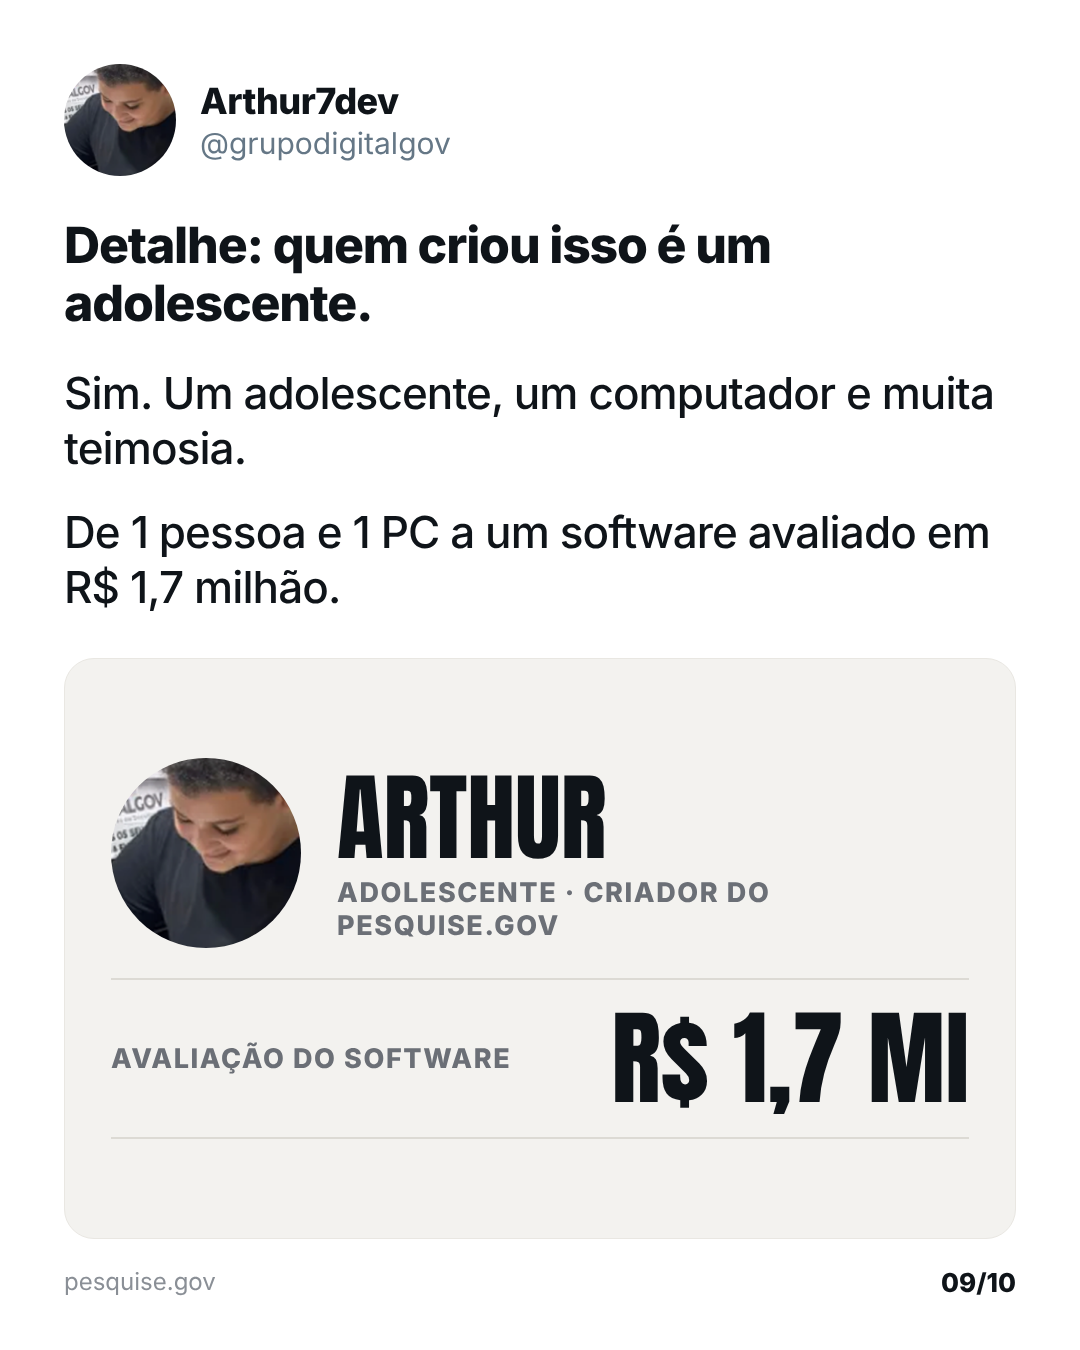 Arthur7dev
@grupodigitalgov
Detalhe: quem criou isso é um
adolescente.
Sim. Um adolescente, um computador e muita
teimosia.
De 1 pessoa e 1 PC a um software avaliado em
R$ 1,7 milhão.
ALGOV
ARTHUR
ADOLESCENTE · CRIADOR DO
PESQUISE.GOV
AVALIAÇÃO DO SOFTWARE
R$ 1,7 MI
pesquise.gov
09/10